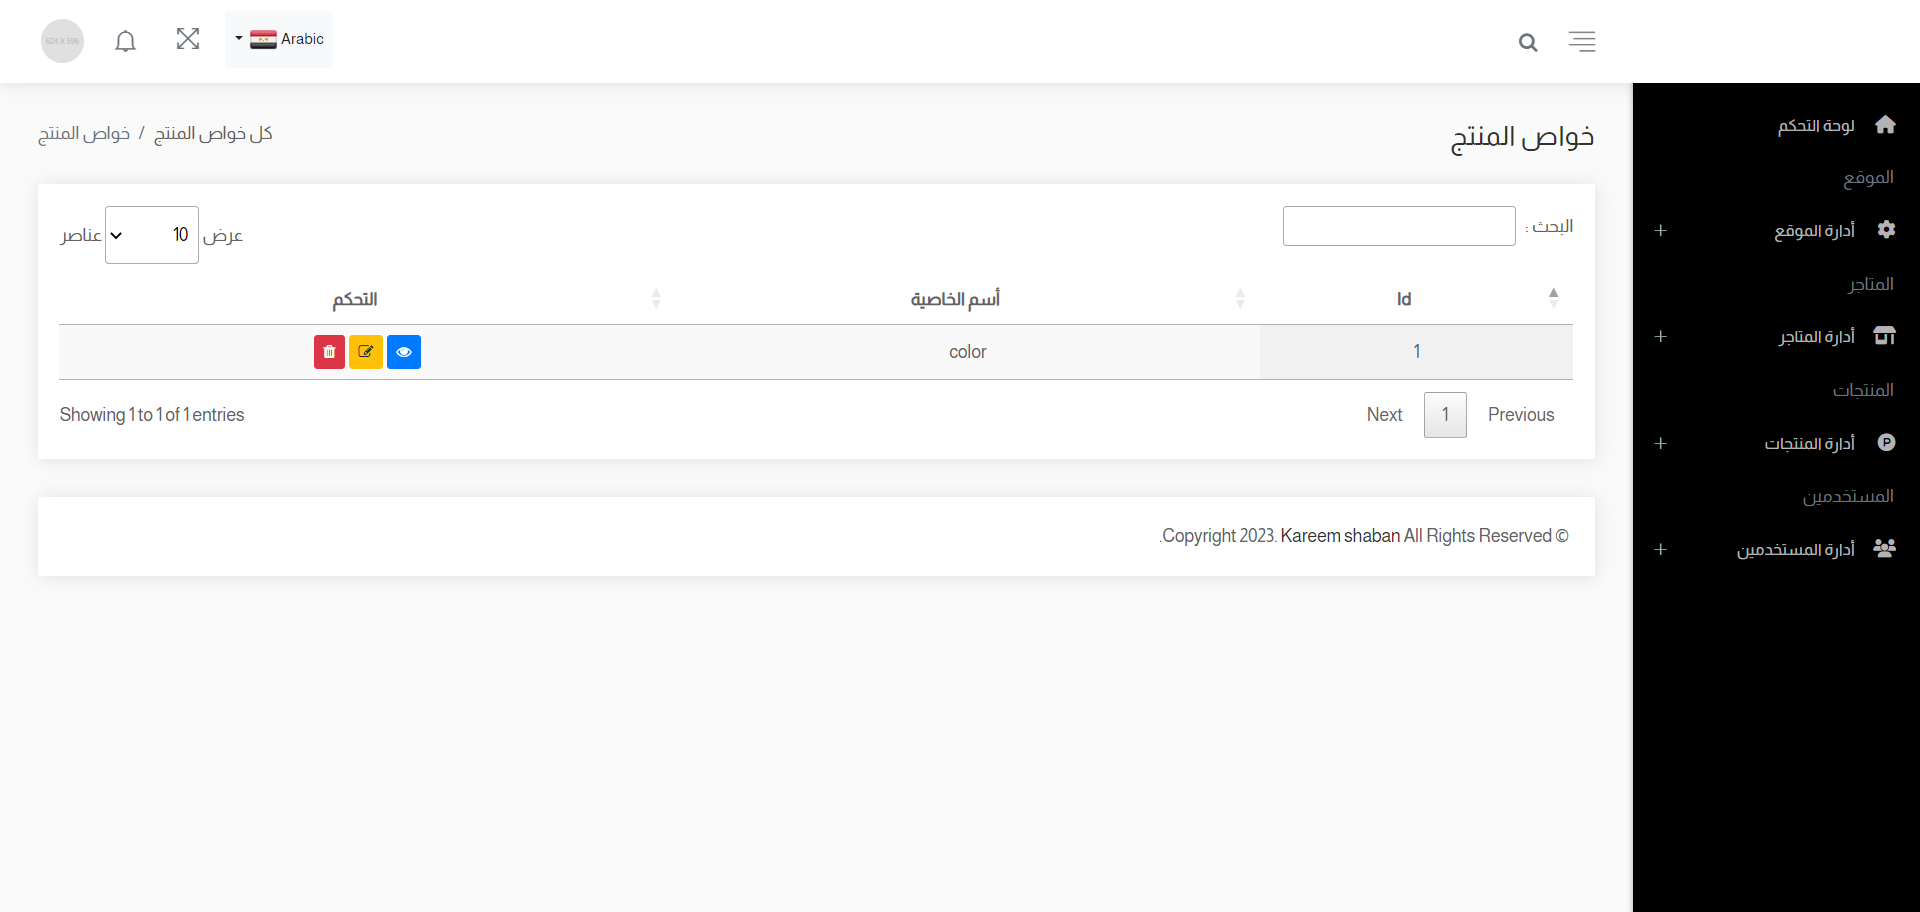 624 X 596
Arabic
لوحة التحكم
الموقع
أدارة الموقع
المتاجر
أدارة المتاجر
المنتجات
أدارة المنتجات
المستخدمين
أدارة المستخدمين
خواص المنتج
كل خواص المنتج / خواص المنتج
البحث :
عرض 10 عناصر
Id أسم الخاصية التحكم
1 color
Previous 1 Next
Showing 1 to 1 of 1 entries
.Copyright 2023. Kareem shaban All Rights Reserved ©